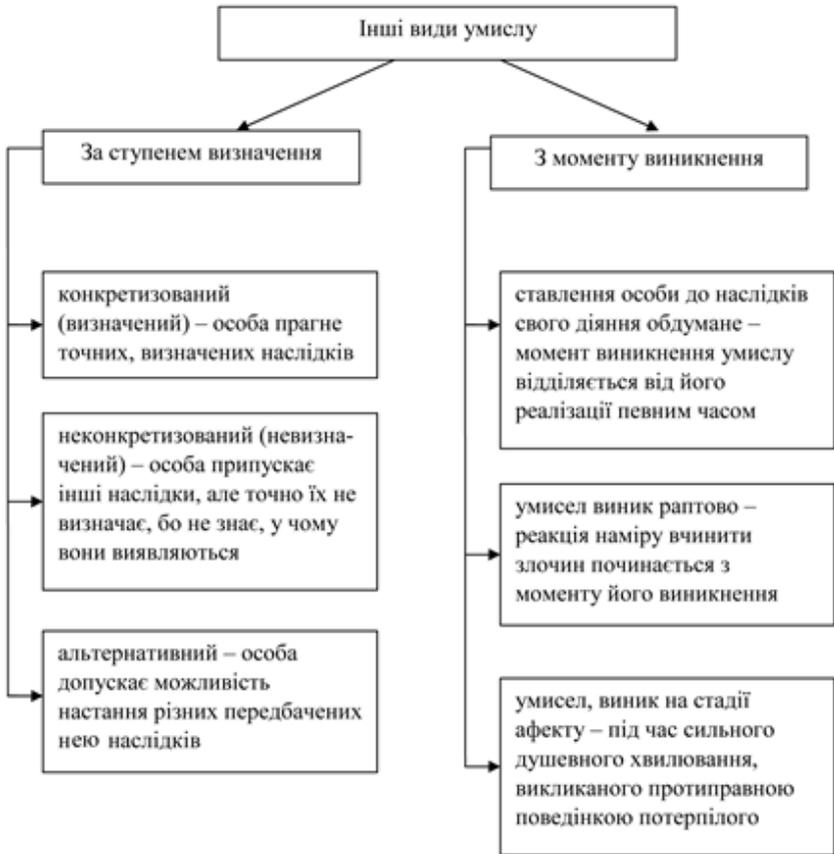 Інші види умислу
За ступенем визначення
конкретизований
(визначений) – особа прагне
точних, визначених наслідків
неконкретизований (невизна-
чений) – особа припускає
інші наслідки, але точно їх не
визначає, бо не знає, у чому
вони виявляються
альтернативний – особа
допускає можливість
настання різних передбачених
нею наслідків
З моменту виникнення
ставлення особи до наслідків
свого діяння обдумане –
момент виникнення умислу
відділяється від його
реалізації певним часом
умисел виник раптово –
реакція наміру вчинити
злочин починається з
моменту його виникнення
умисел, виник на стадії
афекту – під час сильного
душевного хвилювання,
викликаного протиправною
поведінкою потерпілого